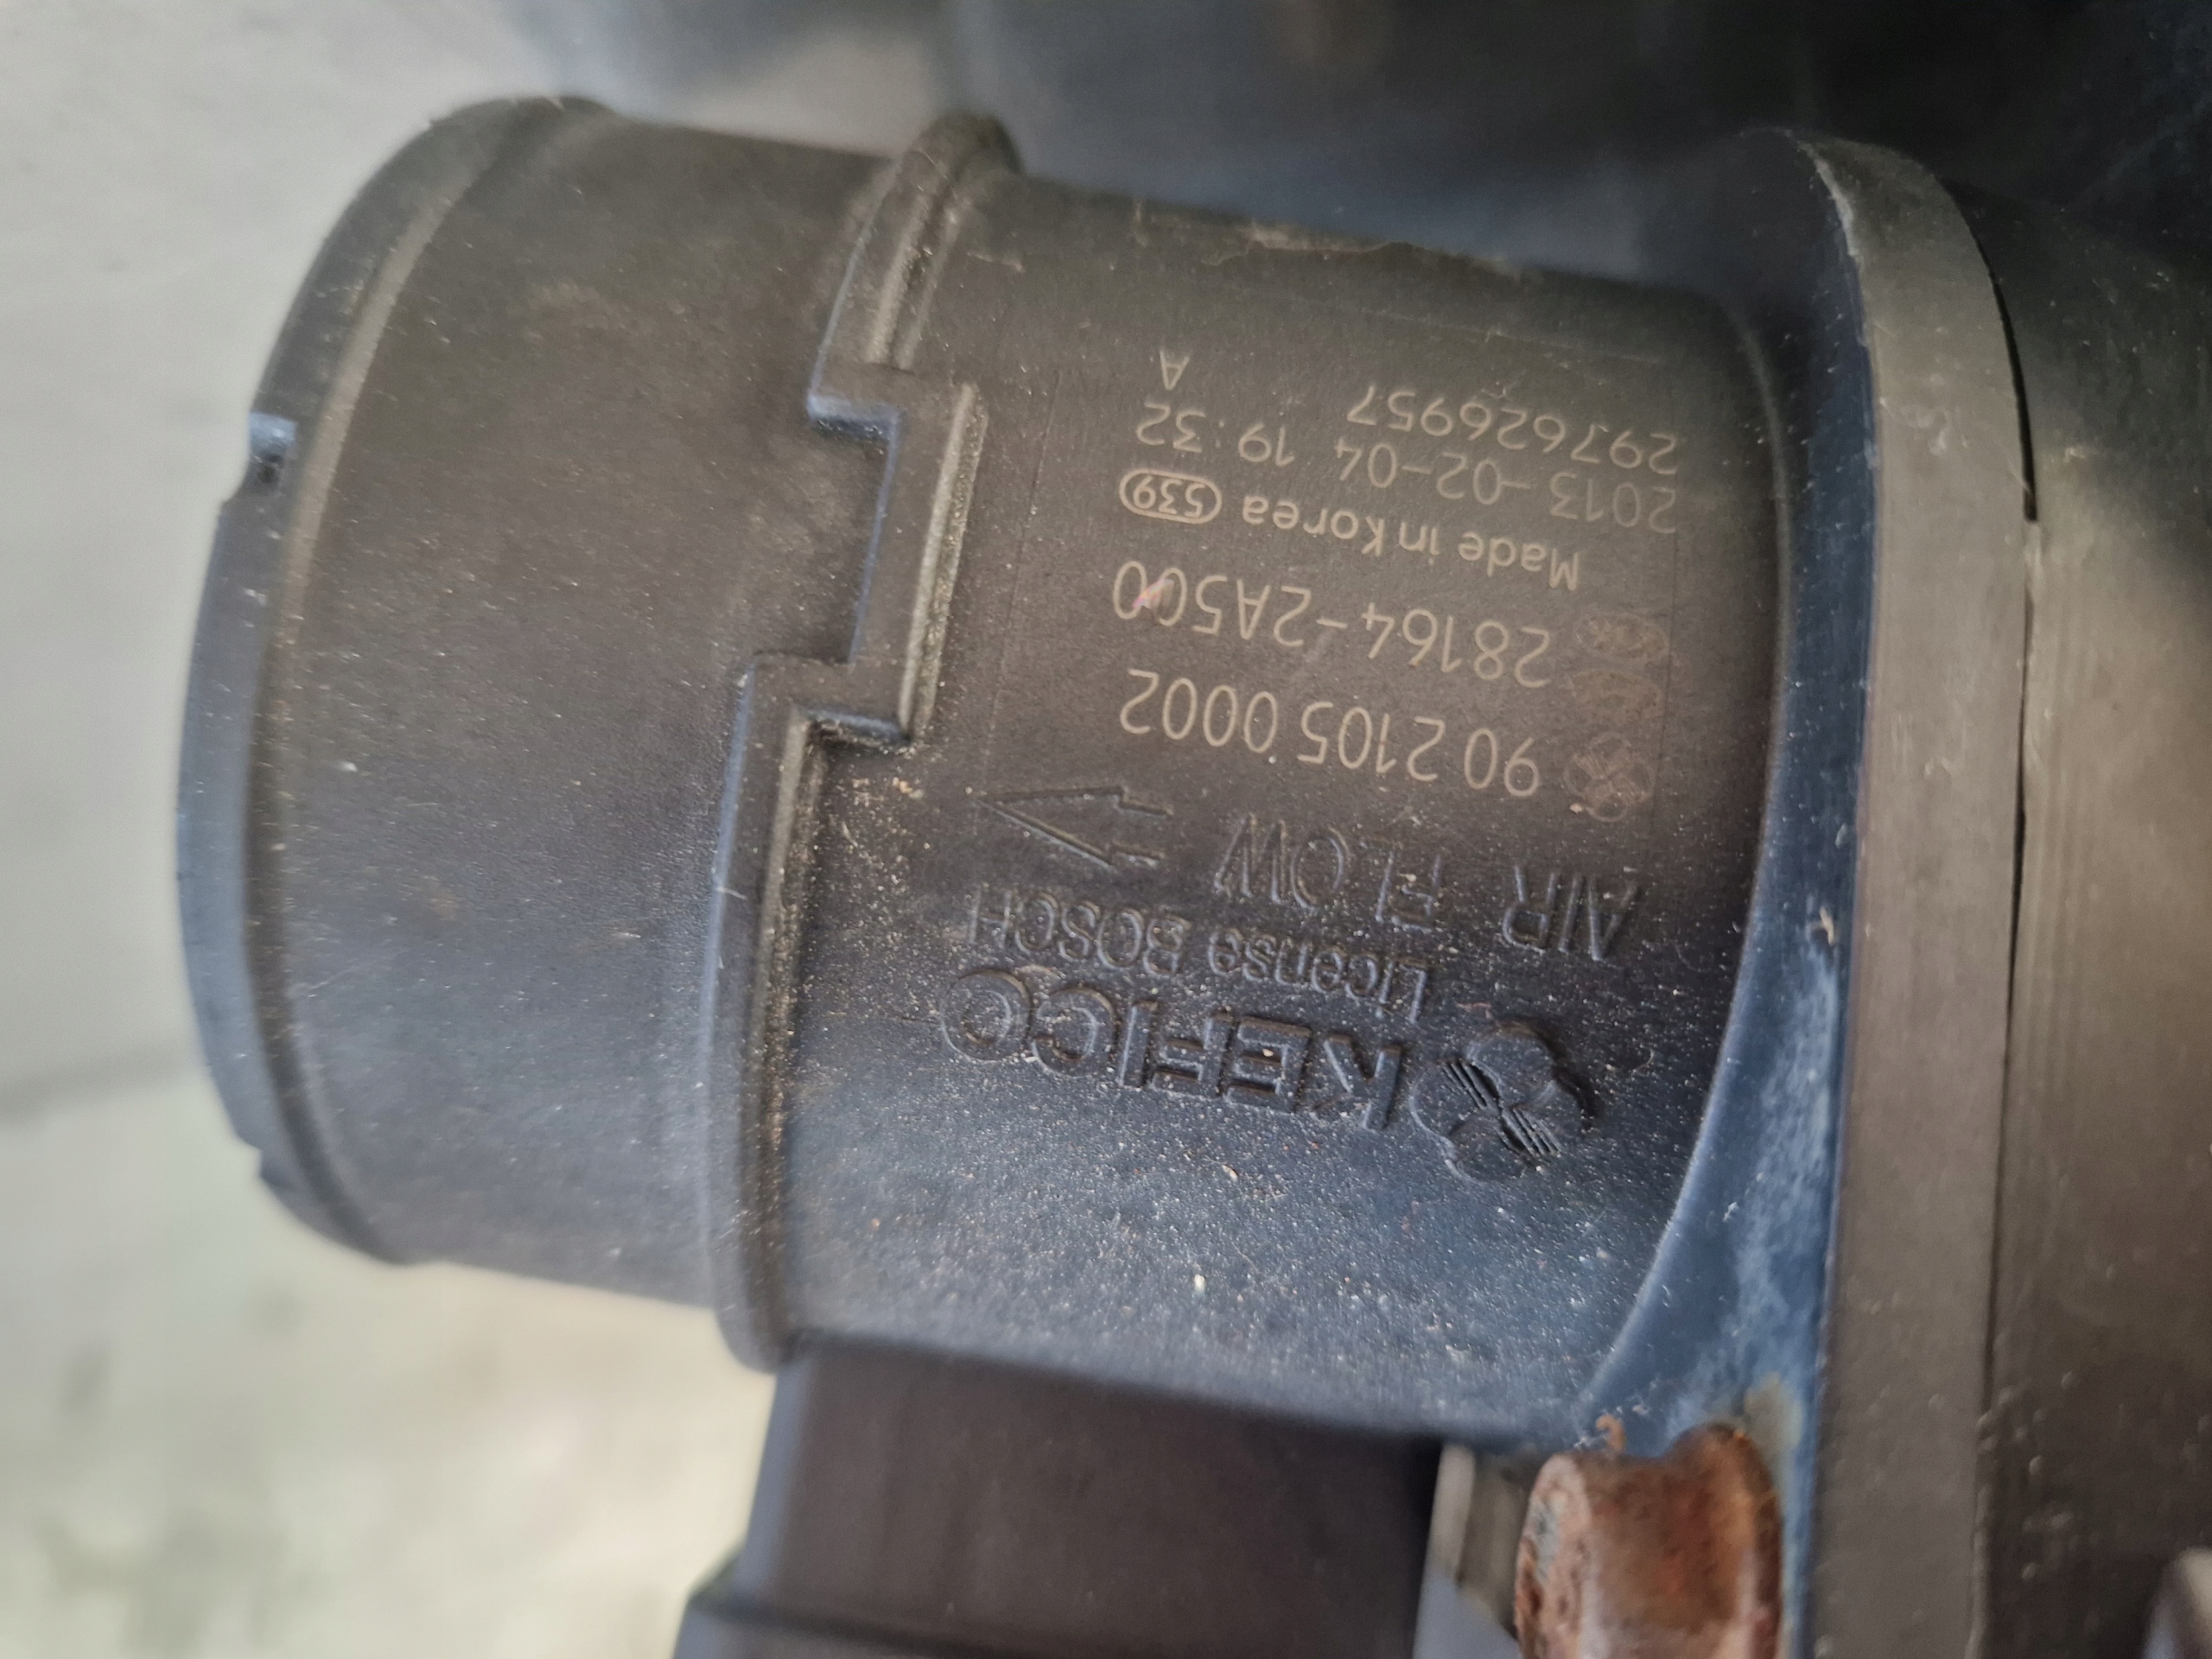 KEFICO
License BOSCH
AIR FLOW
90 2105 0002
28164-2A500
Made in Korea 539
2013-02-04 19:32
297626957 A